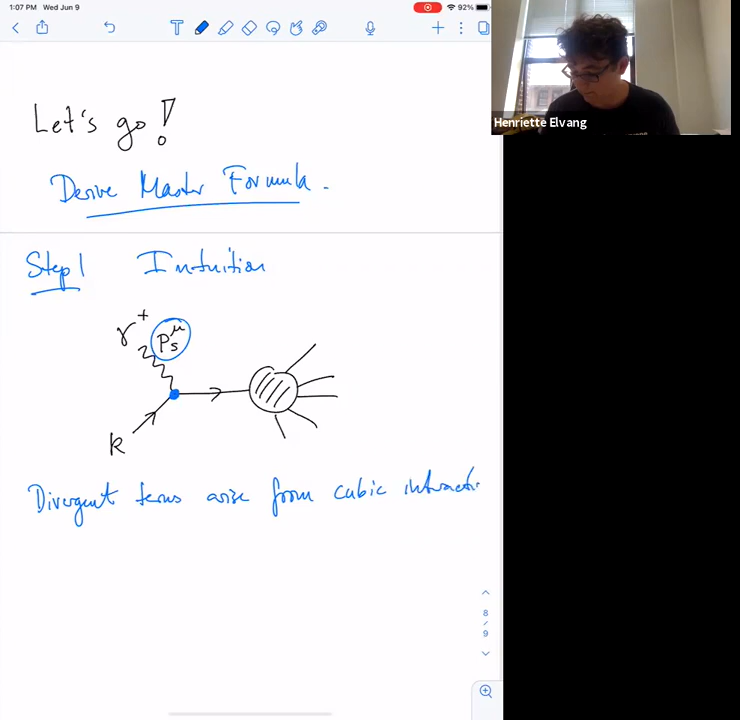 1:07 PM Wed Jun 9
92%
Let's go!
Henriette Elvang
Derive Master Formula.
Step 1 Intuition
γ+
p_s^μ
k
Divergent terms arise from cubic interacti
8
/
9